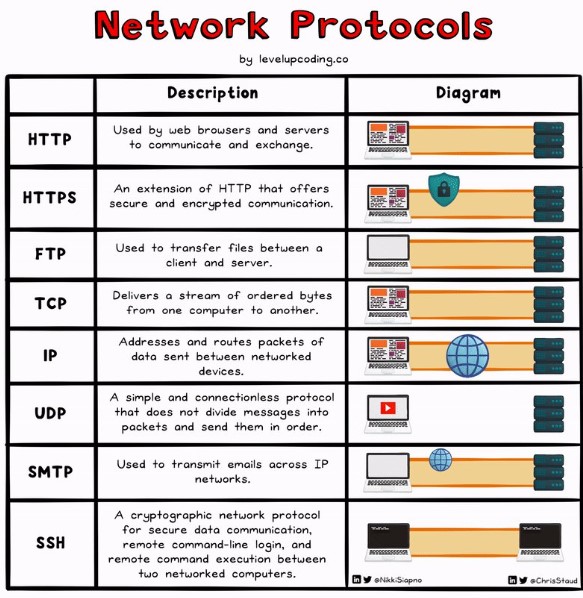 Network Protocols
by levelupcoding.co
Description
Diagram
HTTP
Used by web browsers and servers
to communicate and exchange.
HTTPS
An extension of HTTP that offers
secure and encrypted communication.
FTP
Used to transfer files between a
client and server.
TCP
Delivers a stream of ordered bytes
from one computer to another.
IP
Addresses and routes packets of
data sent between networked
devices.
UDP
A simple and connectionless protocol
that does not divide messages into
packets and send them in order.
SMTP
Used to transmit emails across IP
networks.
SSH
A cryptographic network protocol
for secure data communication,
remote command-line login, and
remote command execution between
two networked computers.
in @NikkiSiapno
in @ChrisStaud